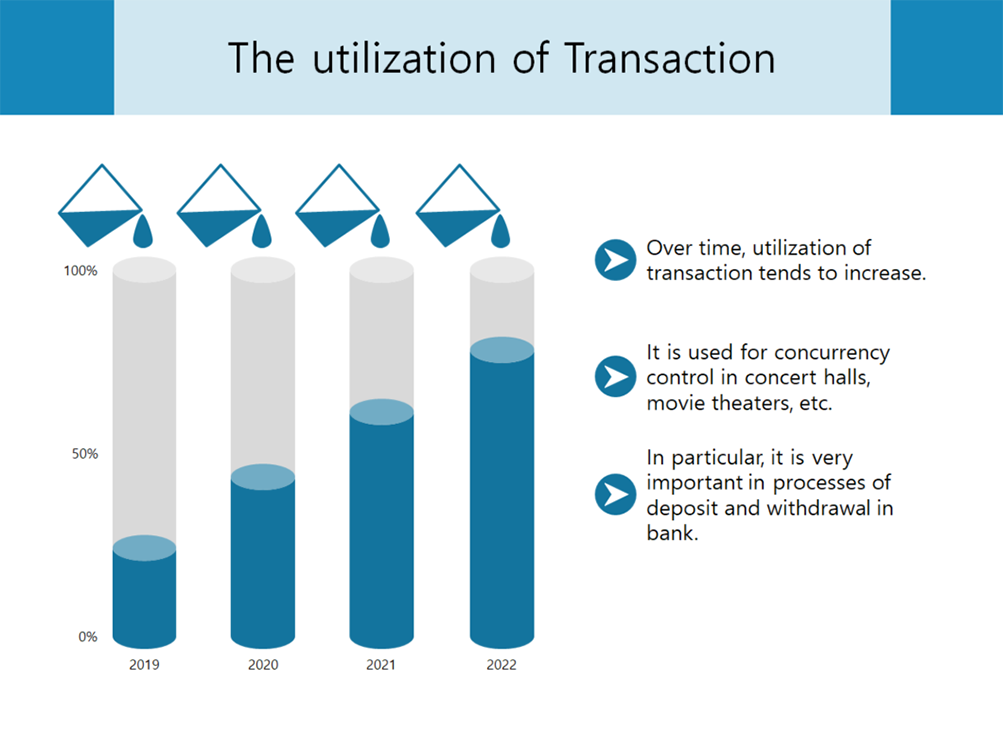 The utilization of Transaction
100%
50%
0%
2019
2020
2021
2022
Over time, utilization of
transaction tends to increase.
It is used for concurrency
control in concert halls,
movie theaters, etc.
In particular, it is very
important in processes of
deposit and withdrawal in
bank.